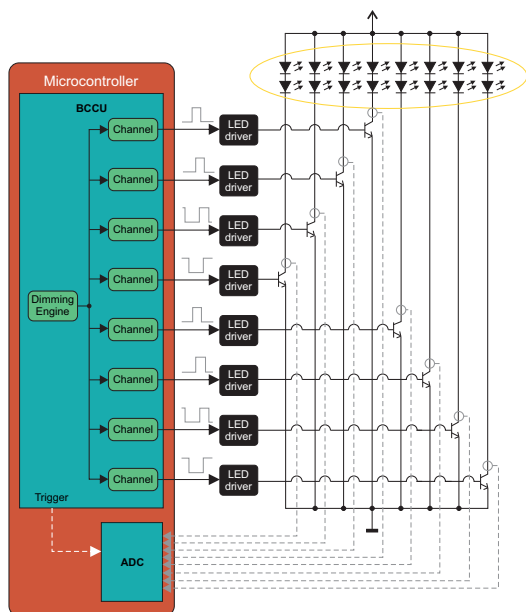 Microcontroller
BCCU
Channel
LED
driver
Channel
LED
driver
Channel
LED
driver
Channel
LED
driver
Dimming
Engine
Channel
LED
driver
Channel
LED
driver
Channel
LED
driver
Channel
LED
driver
Trigger
ADC